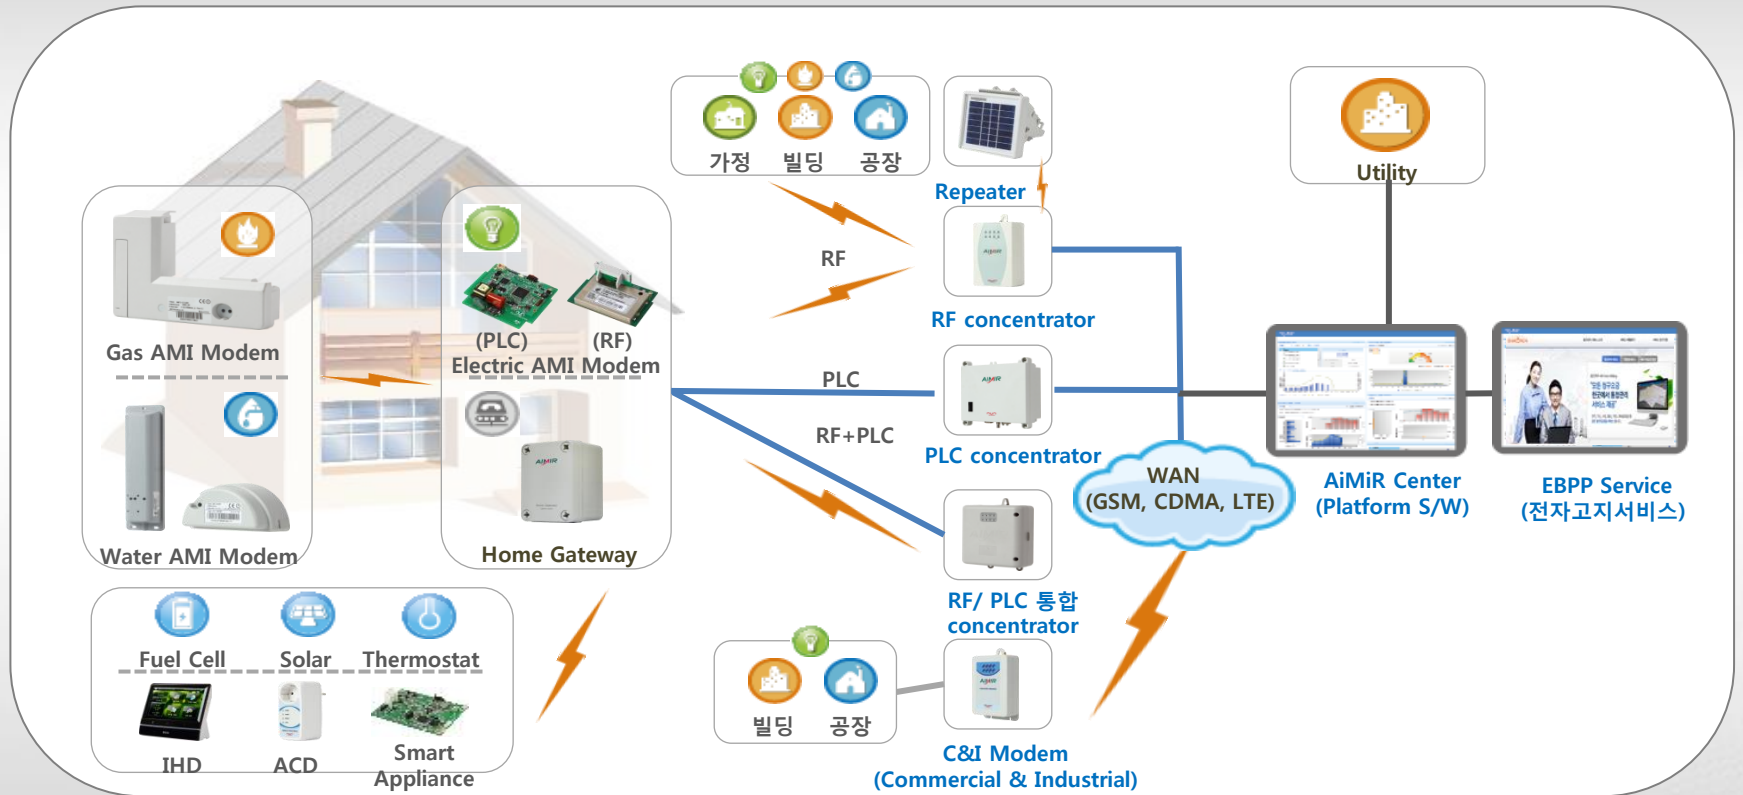 가정 빌딩 공장
Repeater
Utility
RF
RF concentrator
Gas AMI Modem
(PLC) (RF)
Electric AMI Modem
PLC
AiMiR
PLC concentrator
RF+PLC
WAN
(GSM, CDMA, LTE)
AiMiR Center
(Platform S/W)
EBPP Service
(전자고지서비스)
Water AMI Modem
AiMiR
Home Gateway
RF/ PLC 통합
concentrator
Fuel Cell Solar Thermostat
빌딩 공장
AiMiR
IHD ACD Smart
Appliance
C&I Modem
(Commercial & Industrial)